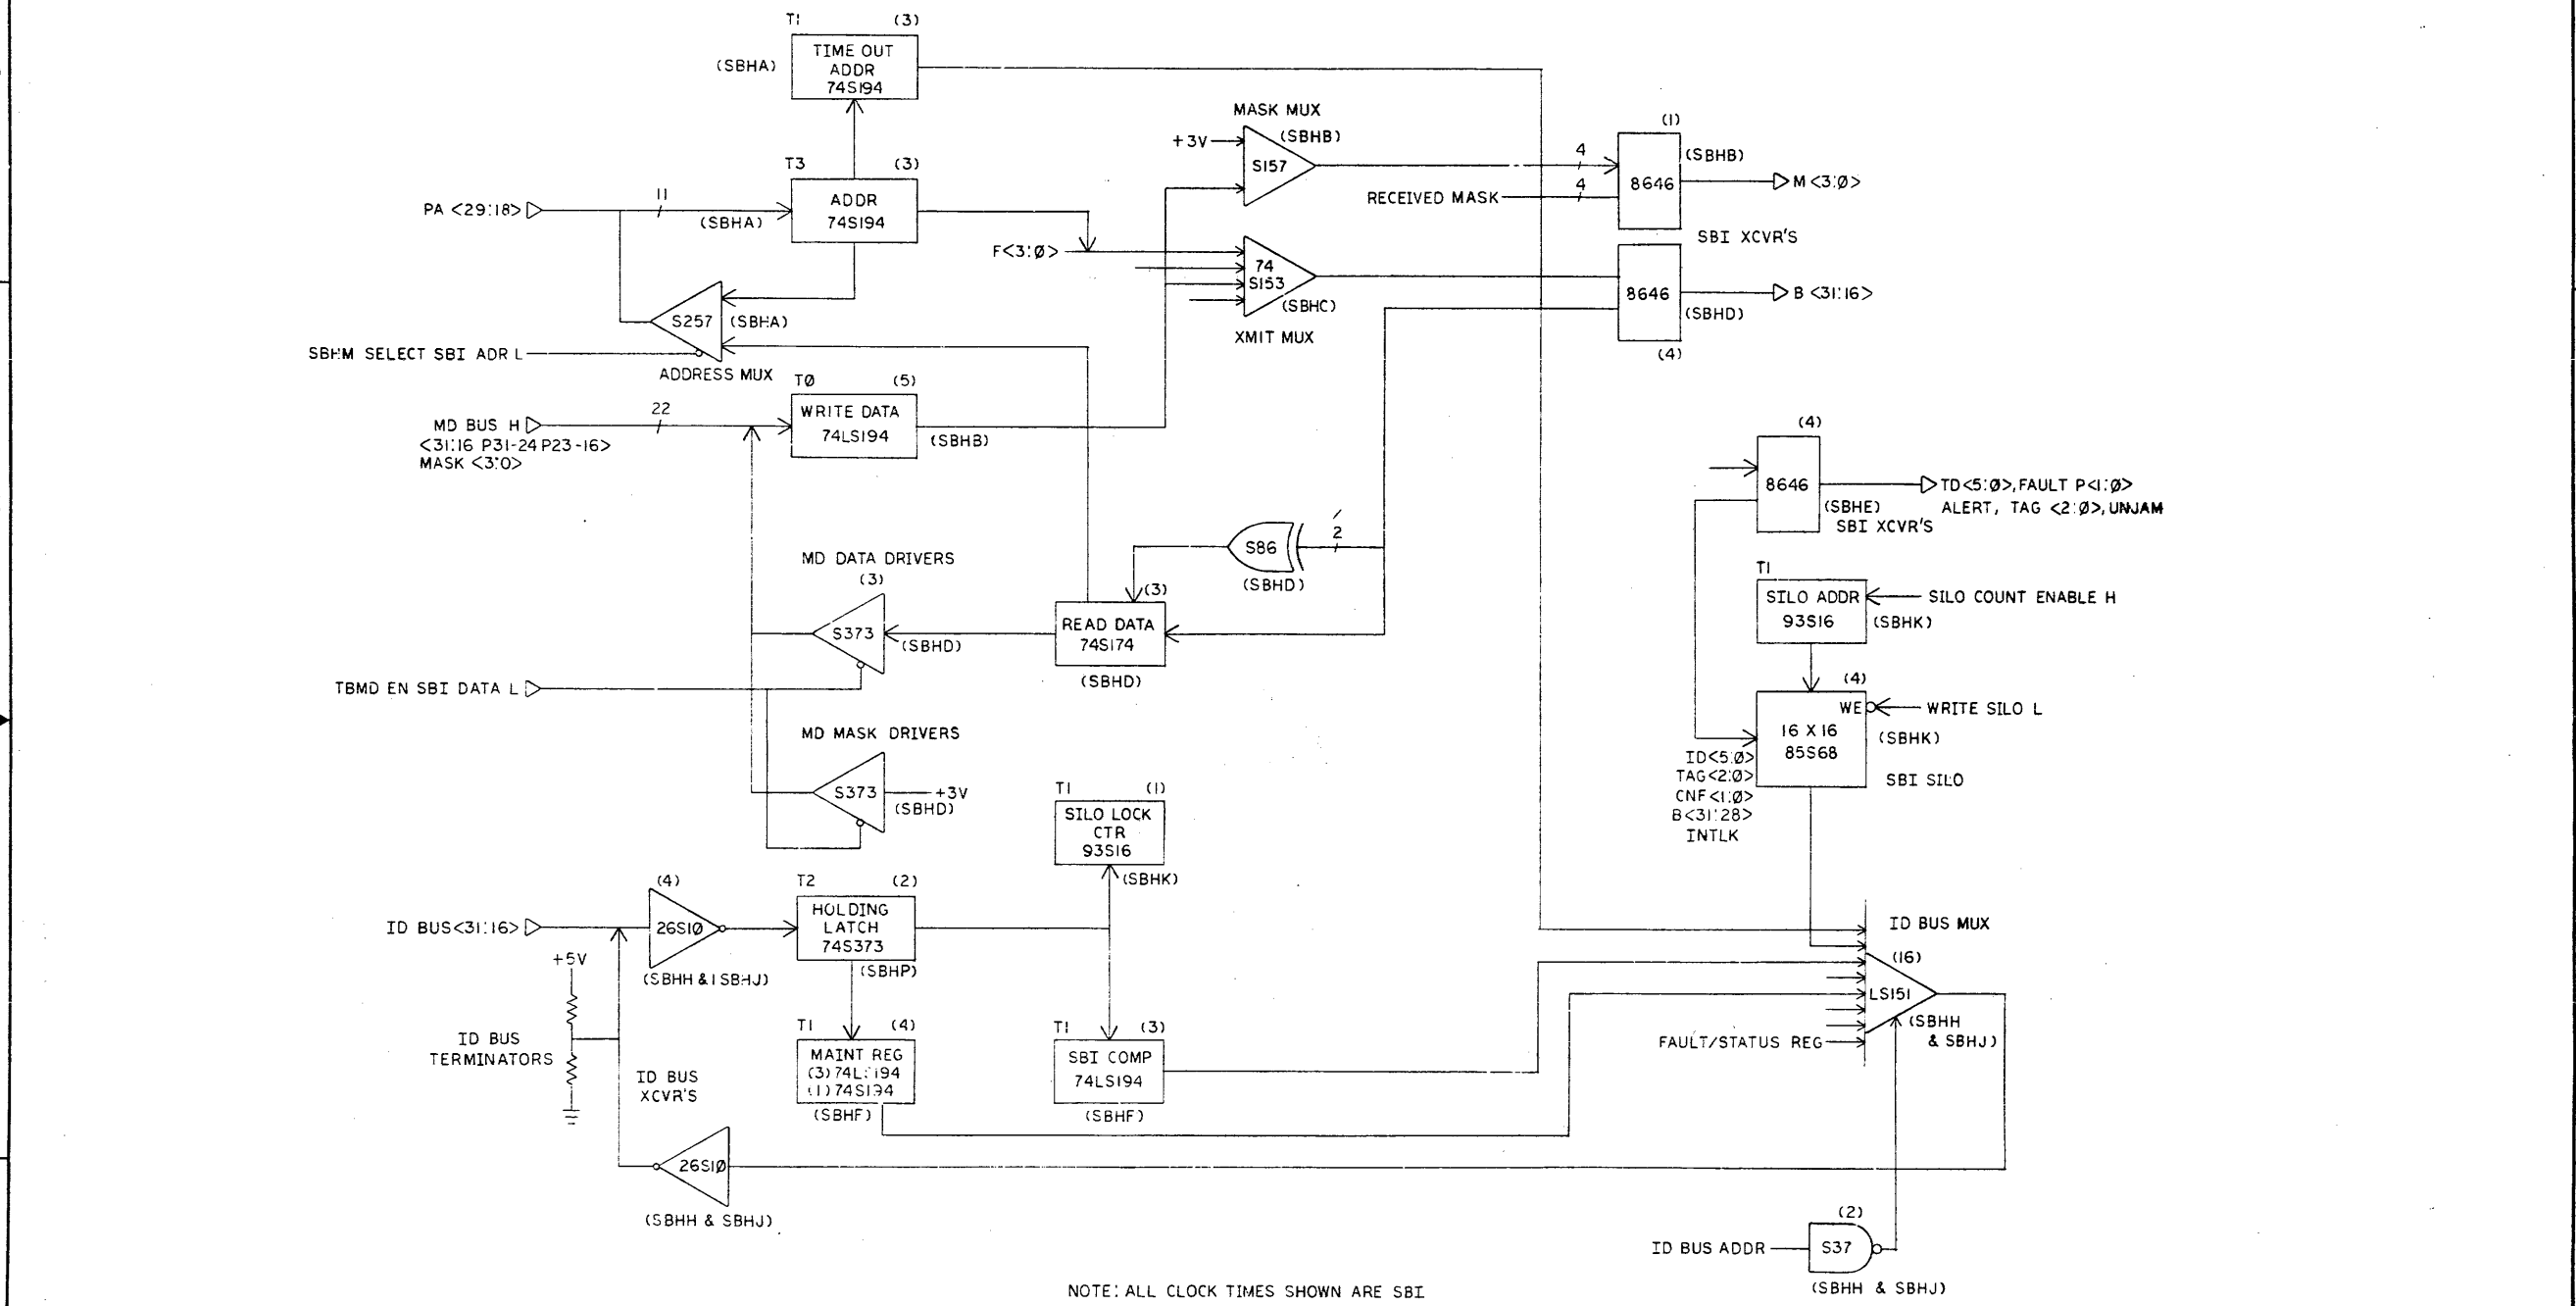 T1 (3)
TIME OUT
ADDR
74S194
(SBHA)
MASK MUX
(SBHB)
+3V
S157
4
(1)
(SBHB)
8646
M <3:Ø>
RECEIVED MASK
4
SBI XCVR'S
T3 (3)
ADDR
74S194
PA <29:18>
11
(SBHA)
F<3:Ø>
74
S153
(SBHC)
XMIT MUX
8646
B <31:16>
(SBHD)
(4)
S257
(SBHA)
SBHM SELECT SBI ADR L
ADDRESS MUX
TØ (5)
WRITE DATA
74LS194
(SBHB)
MD BUS H
22
<31:16 P31-24 P23-16>
MASK <3:0>
(4)
8646
TD<5:Ø>, FAULT P<1:Ø>
ALERT, TAG <2:Ø>, UNJAM
(SBHE)
SBI XCVR'S
S86
2
(SBHD)
MD DATA DRIVERS
(3)
S373
(SBHD)
(3)
READ DATA
74S174
(SBHD)
T1
SILO ADDR
93S16
SILO COUNT ENABLE H
(SBHK)
TBMD EN SBI DATA L
(4)
WE
WRITE SILO L
16 X 16
85S68
(SBHK)
SBI SILO
ID<5:Ø>
TAG<2:Ø>
CNF<1:Ø>
B<31:28>
INTLK
MD MASK DRIVERS
S373
+3V
(SBHD)
T1 (1)
SILO LOCK
CTR
93S16
(SBHK)
ID BUS<31:16>
(4)
26S1Ø
(SBHH & SBHJ)
T2 (2)
HOLDING
LATCH
74S373
(SBHP)
ID BUS MUX
(16)
LS151
(SBHH
& SBHJ)
FAULT/STATUS REG
+5V
ID BUS
TERMINATORS
ID BUS
XCVR'S
T1 (4)
MAINT REG
(3) 74LS194
(1) 74S194
(SBHF)
T1 (3)
SBI COMP
74LS194
(SBHF)
26S1Ø
(SBHH & SBHJ)
(2)
ID BUS ADDR
S37
(SBHH & SBHJ)
NOTE: ALL CLOCK TIMES SHOWN ARE SBI